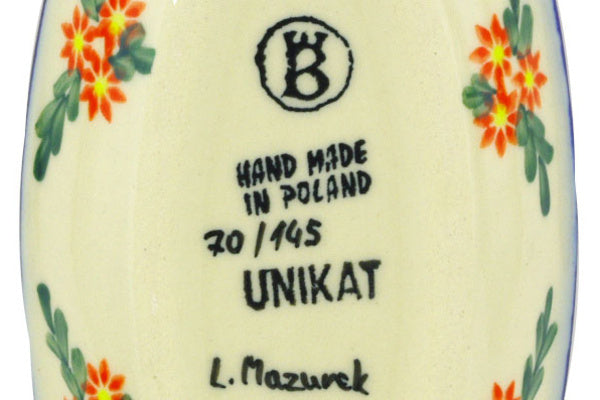 B
HAND MADE
IN POLAND
70/145
UNIKAT
L. Mazurek